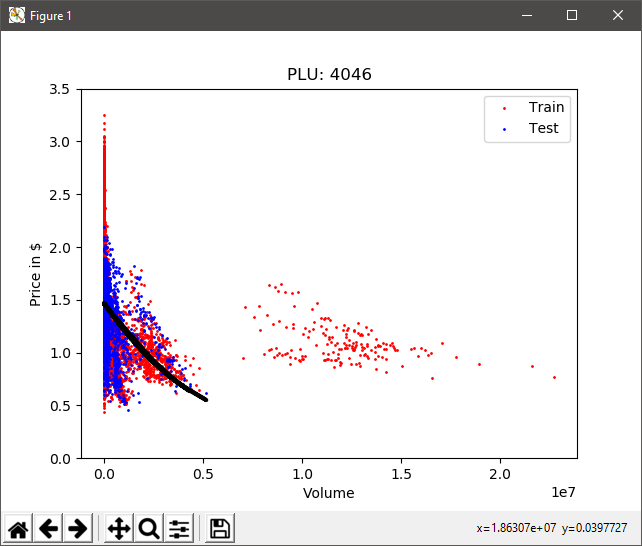 Figure 1
PLU: 4046
Train
Test
Price in $
3.5
3.0
2.5
2.0
1.5
1.0
0.5
0.0
0.0 0.5 1.0 1.5 2.0
1e7
Volume
x=1.86307e+07 y=0.0397727